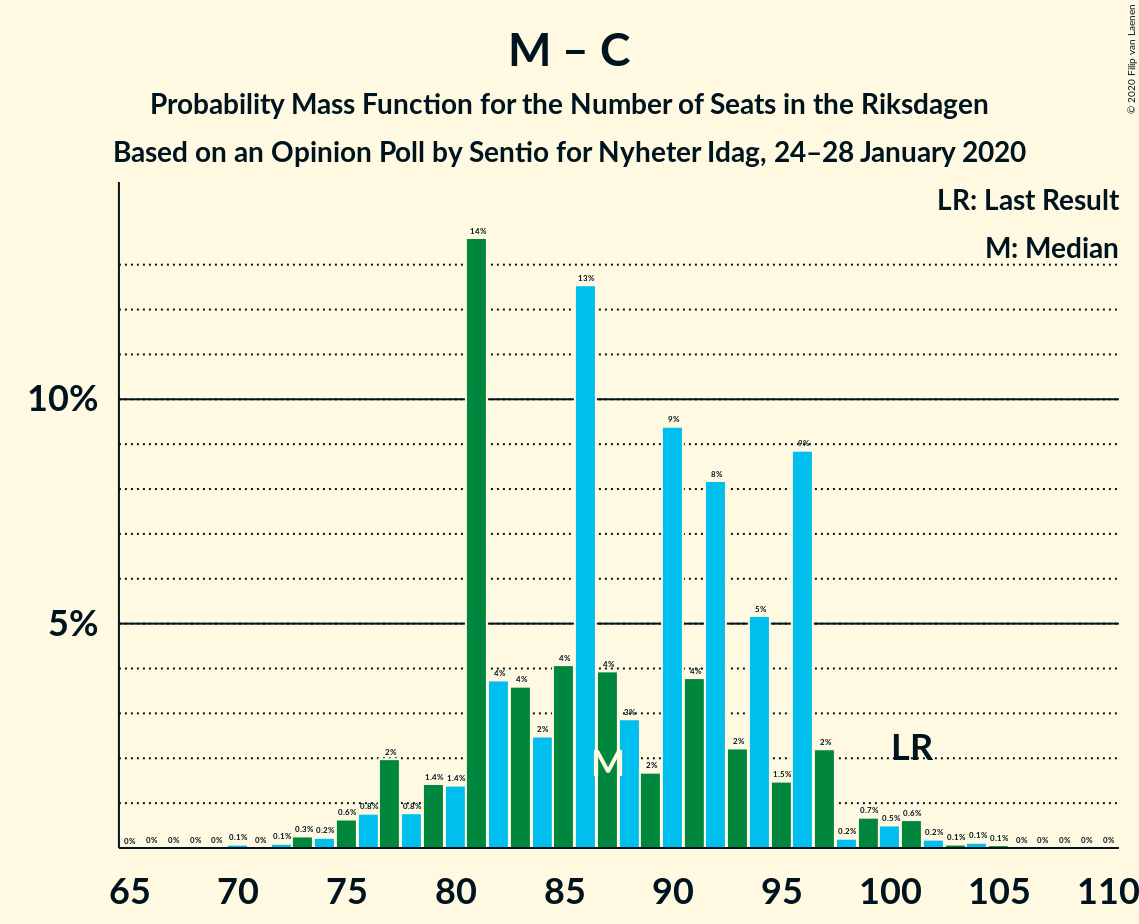 © 2020 Filip van Laenen
M – C
Probability Mass Function for the Number of Seats in the Riksdagen
Based on an Opinion Poll by Sentio for Nyheter Idag, 24–28 January 2020
LR: Last Result
M: Median
10%
5%
0% 0% 0% 0% 0% 0.1% 0% 0.1% 0.3% 0.2% 0.6% 0.8% 2% 0.8% 1.4% 1.4% 14% 4% 4% 2% 4% 13% 4% 3% 2% 9% 4% 8% 2% 5% 1.5% 9% 2% 0.2% 0.7% 0.5% 0.6% 0.2% 0.1% 0.1% 0.1% 0% 0% 0% 0% 0%
M
LR
65 70 75 80 85 90 95 100 105 110